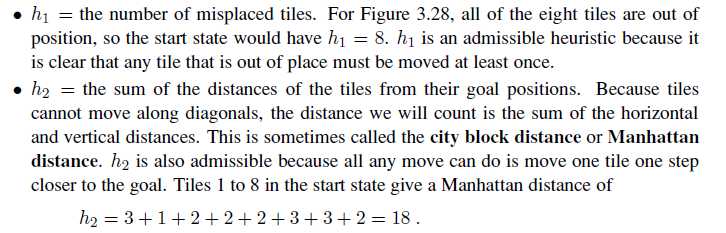 • h₁ = the number of misplaced tiles. For Figure 3.28, all of the eight tiles are out of
position, so the start state would have h₁ = 8. h₁ is an admissible heuristic because it
is clear that any tile that is out of place must be moved at least once.
• h₂ = the sum of the distances of the tiles from their goal positions. Because tiles
cannot move along diagonals, the distance we will count is the sum of the horizontal
and vertical distances. This is sometimes called the city block distance or Manhattan
distance. h₂ is also admissible because all any move can do is move one tile one step
closer to the goal. Tiles 1 to 8 in the start state give a Manhattan distance of
h₂ = 3 + 1 + 2 + 2 + 2 + 3 + 3 + 2 = 18 .